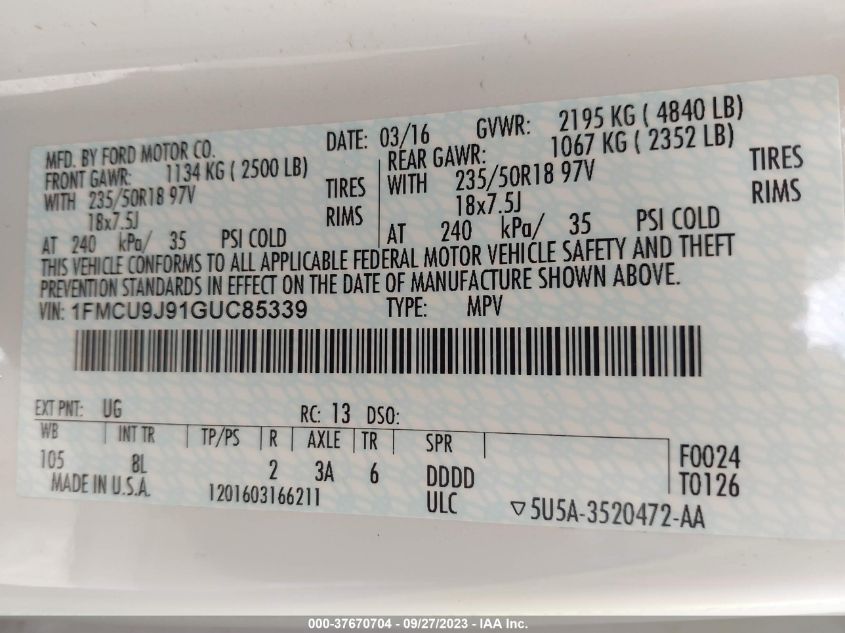 MFD. BY FORD MOTOR CO. DATE: 03/16 GVWR: 2195 KG ( 4840 LB)
FRONT GAWR: 1134 KG ( 2500 LB) REAR GAWR: 1067 KG ( 2352 LB)
WITH 235/50R18 97V TIRES WITH 235/50R18 97V TIRES
18x7.5J RIMS 18x7.5J RIMS
AT 240 kPa/ 35 PSI COLD AT 240 kPa/ 35 PSI COLD
THIS VEHICLE CONFORMS TO ALL APPLICABLE FEDERAL MOTOR VEHICLE SAFETY AND THEFT
PREVENTION STANDARDS IN EFFECT ON THE DATE OF MANUFACTURE SHOWN ABOVE.
VIN: 1FMCU9J91GUC85339 TYPE: MPV
EXT PNT: UG RC: 13 DSO:
WB INT TR TP/PS R AXLE TR SPR F0024
105 8L 2 3A 6 DDDD T0126
MADE IN U.S.A. 1201603166211 ULC ▽5U5A-3520472-AA
000-37670704 - 09/27/2023 - IAA Inc.